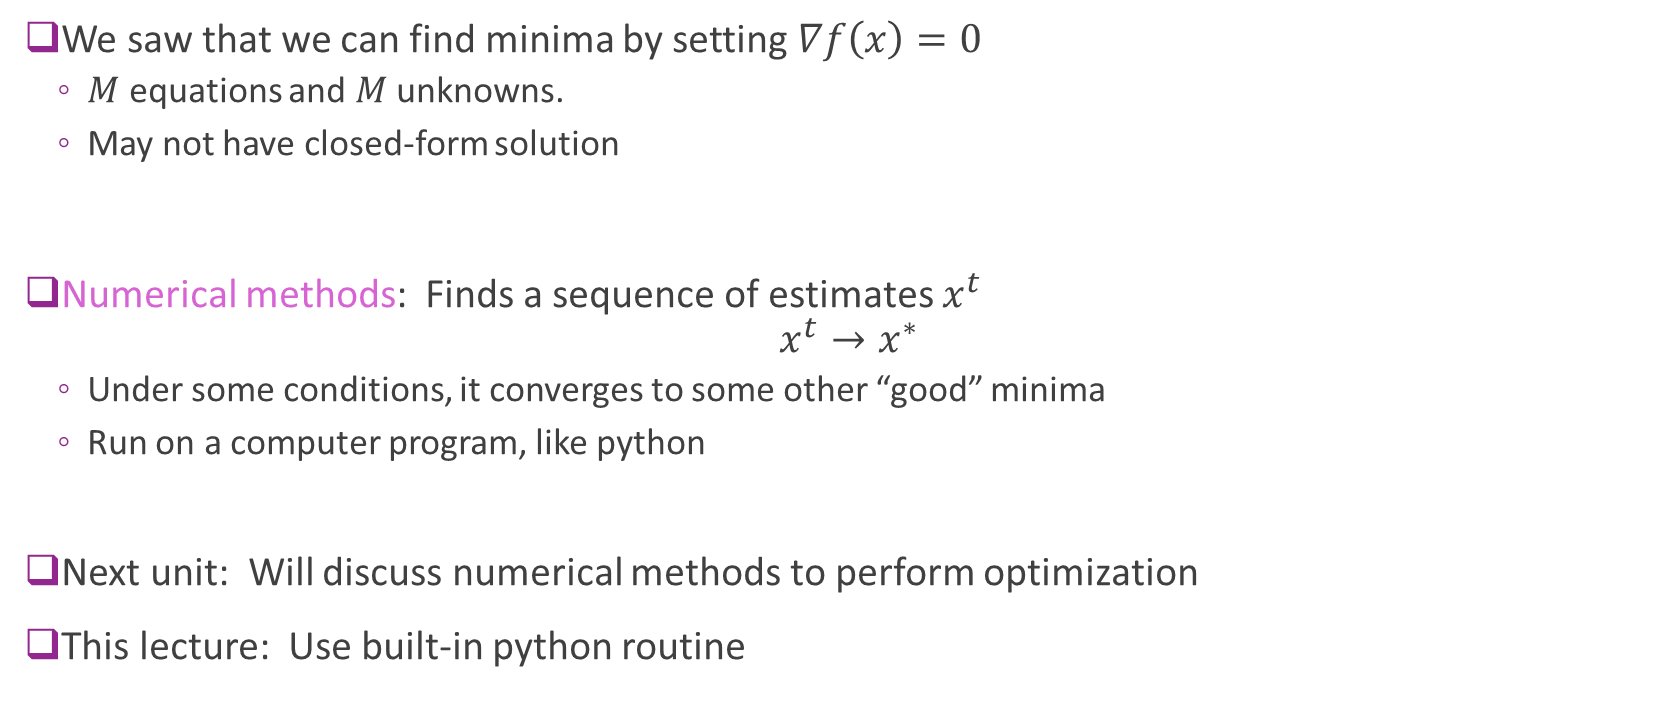 ❑We saw that we can find minima by setting ∇f(x) = 0
◦ M equations and M unknowns.
◦ May not have closed-form solution
❑Numerical methods: Finds a sequence of estimates xᵗ
xᵗ → x*
◦ Under some conditions, it converges to some other “good” minima
◦ Run on a computer program, like python
❑Next unit: Will discuss numerical methods to perform optimization
❑This lecture: Use built-in python routine